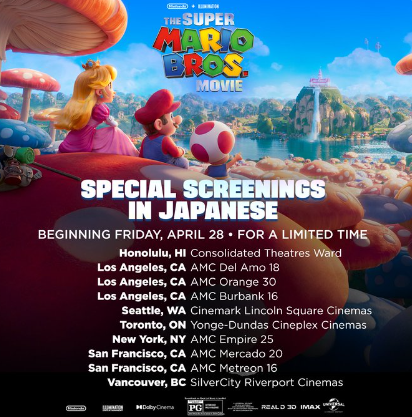 Nintendo + ILLUMINATION
THE SUPER
MARIO
BROS.
MOVIE
SPECIAL SCREENINGS
IN JAPANESE
BEGINNING FRIDAY, APRIL 28 • FOR A LIMITED TIME
Honolulu, HI Consolidated Theatres Ward
Los Angeles, CA AMC Del Amo 18
Los Angeles, CA AMC Orange 30
Los Angeles, CA AMC Burbank 16
Seattle, WA Cinemark Lincoln Square Cinemas
Toronto, ON Yonge-Dundas Cineplex Cinemas
New York, NY AMC Empire 25
San Francisco, CA AMC Mercado 20
San Francisco, CA AMC Metreon 16
Vancouver, BC SilverCity Riverport Cinemas
Nintendo ILLUMINATION Dolby Cinema PG REAL D 3D IMAX UNIVERSAL